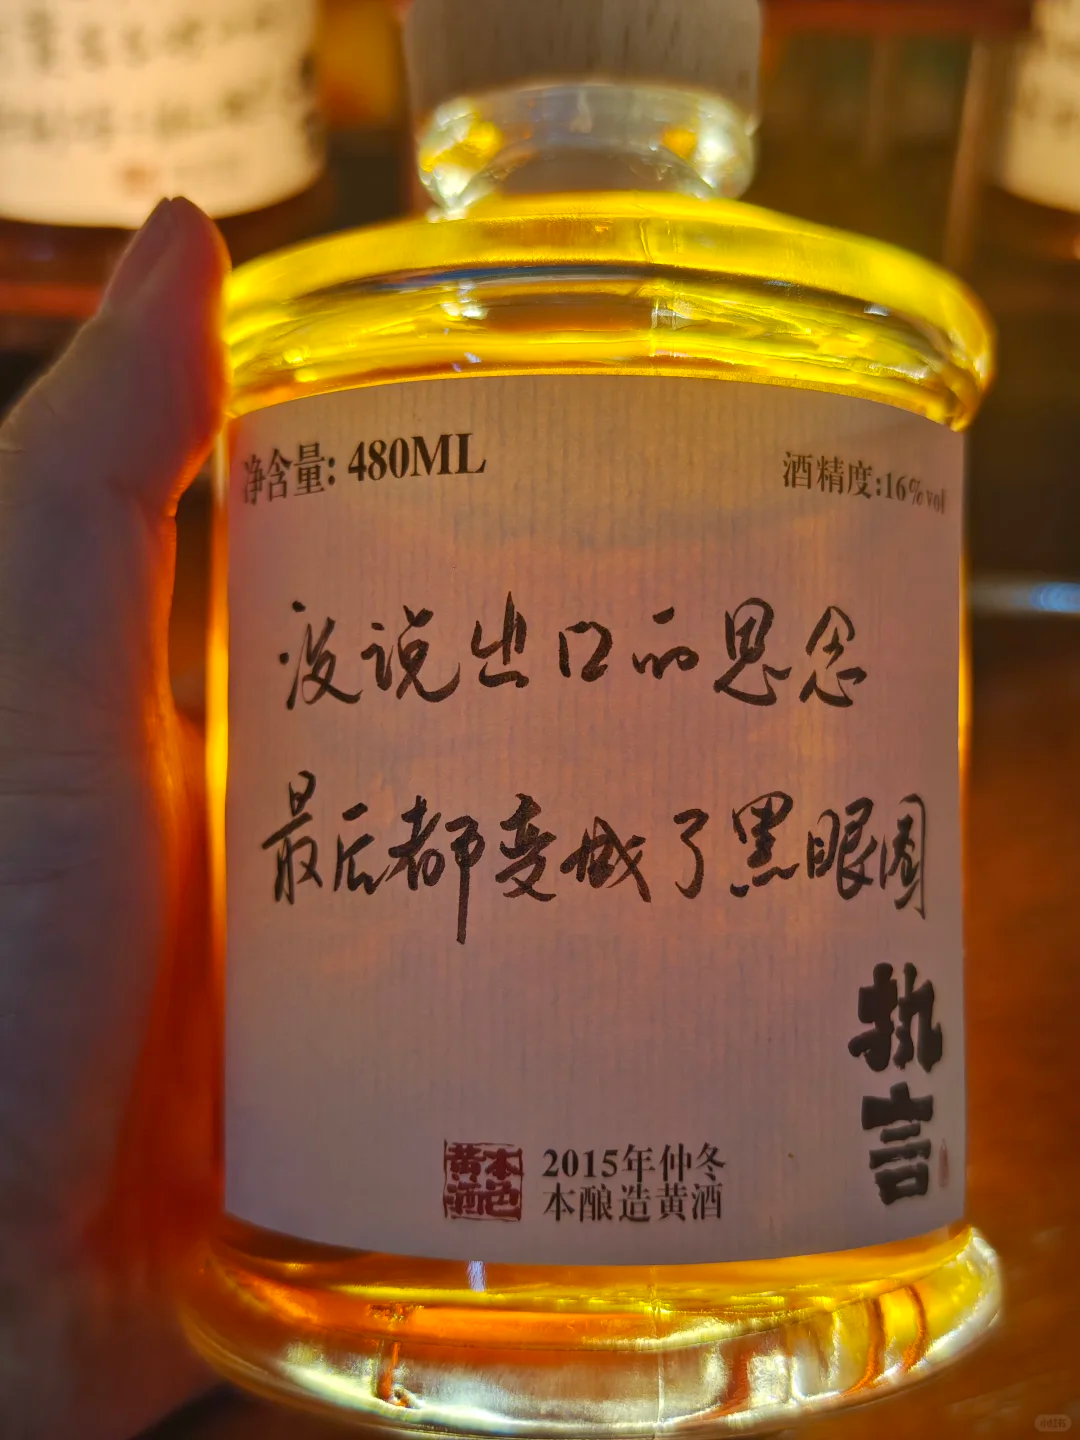 净含量: 480ML
酒精度:16%vol
没说出口的思念
最后都变成了黑眼圈
执言
本色黄酒
2015年仲冬
本酿造黄酒